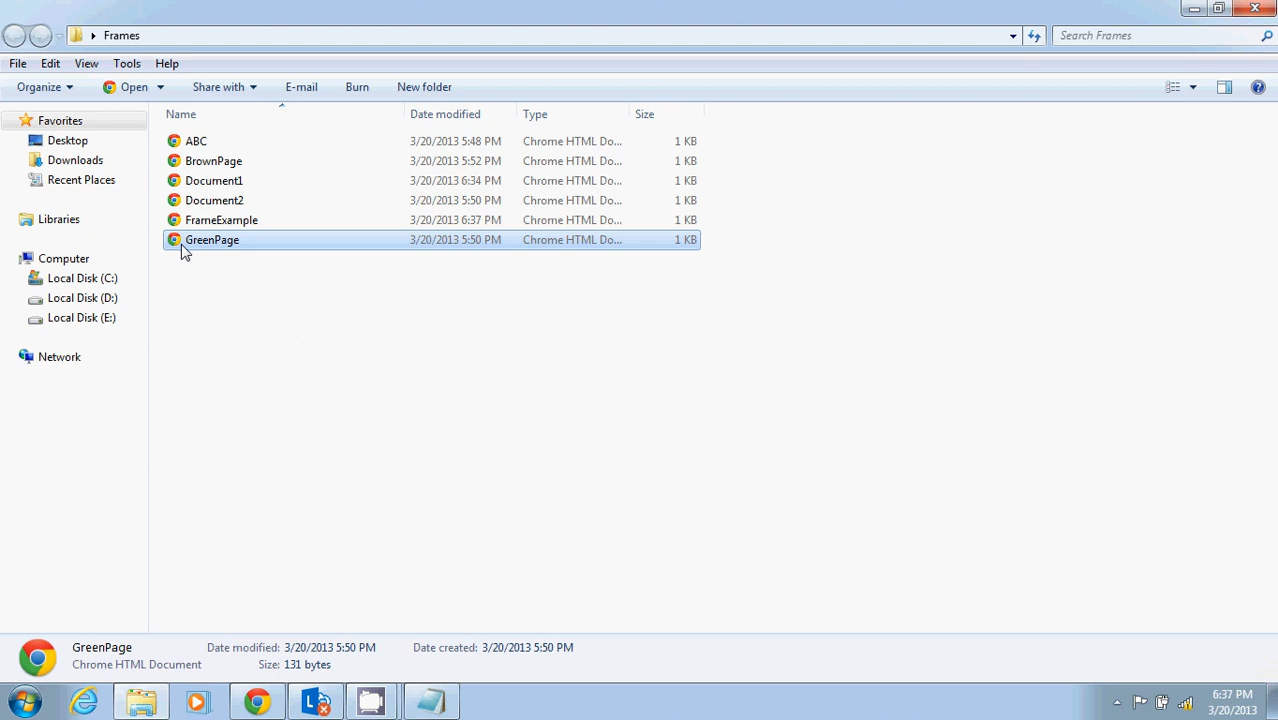 Frames
Search Frames
File Edit View Tools Help
Organize Open Share with E-mail Burn New folder
Name Date modified Type Size
Favorites
Desktop
Downloads
Recent Places
Libraries
Computer
Local Disk (C:)
Local Disk (D:)
Local Disk (E:)
Network
ABC 3/20/2013 5:48 PM Chrome HTML Do... 1 KB
BrownPage 3/20/2013 5:52 PM Chrome HTML Do... 1 KB
Document1 3/20/2013 6:34 PM Chrome HTML Do... 1 KB
Document2 3/20/2013 5:50 PM Chrome HTML Do... 1 KB
FrameExample 3/20/2013 6:37 PM Chrome HTML Do... 1 KB
GreenPage 3/20/2013 5:50 PM Chrome HTML Do... 1 KB
GreenPage Date modified: 3/20/2013 5:50 PM Date created: 3/20/2013 5:50 PM
Chrome HTML Document Size: 131 bytes
6:37 PM
3/20/2013